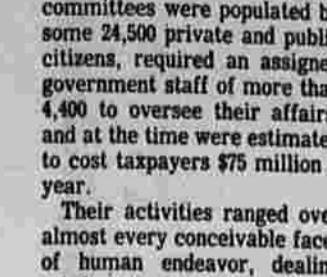 committees were populated b
some 24,500 private and publi
citizens, required an assigne
government staff of more tha
4,400 to oversee their affair
and at the time were estimate
to cost taxpayers $75 million
year.
Their activities ranged ove
almost every conceivable face
of human endeavor, dealin